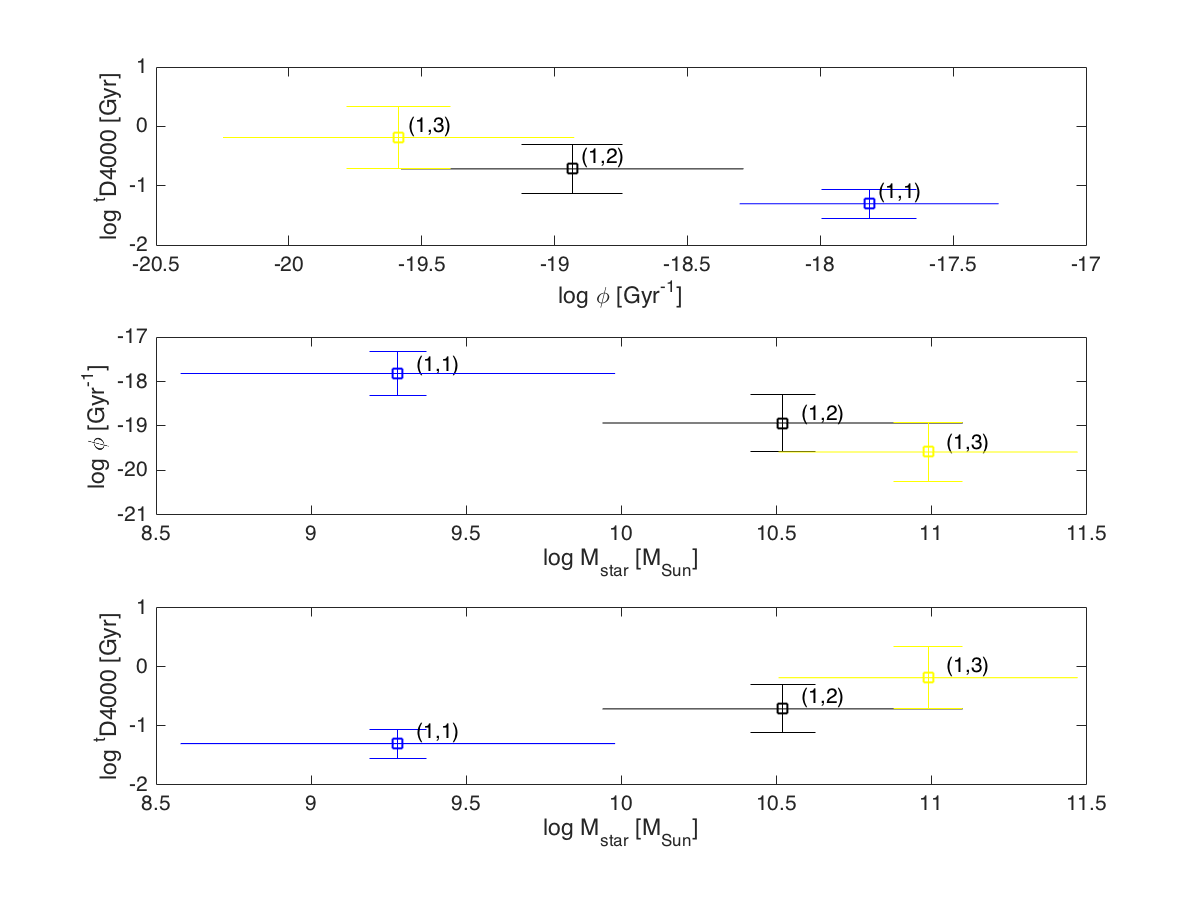 1
0
-1
-2
log tD4000 [Gyr]
(1,3)
(1,2)
(1,1)
-20.5 -20 -19.5 -19 -18.5 -18 -17.5 -17
log ϕ [Gyr-1]
-17
-18
-19
-20
-21
log ϕ [Gyr-1]
(1,1)
(1,2)
(1,3)
8.5 9 9.5 10 10.5 11 11.5
log Mstar [MSun]
1
0
-1
-2
log tD4000 [Gyr]
(1,3)
(1,2)
(1,1)
8.5 9 9.5 10 10.5 11 11.5
log Mstar [MSun]